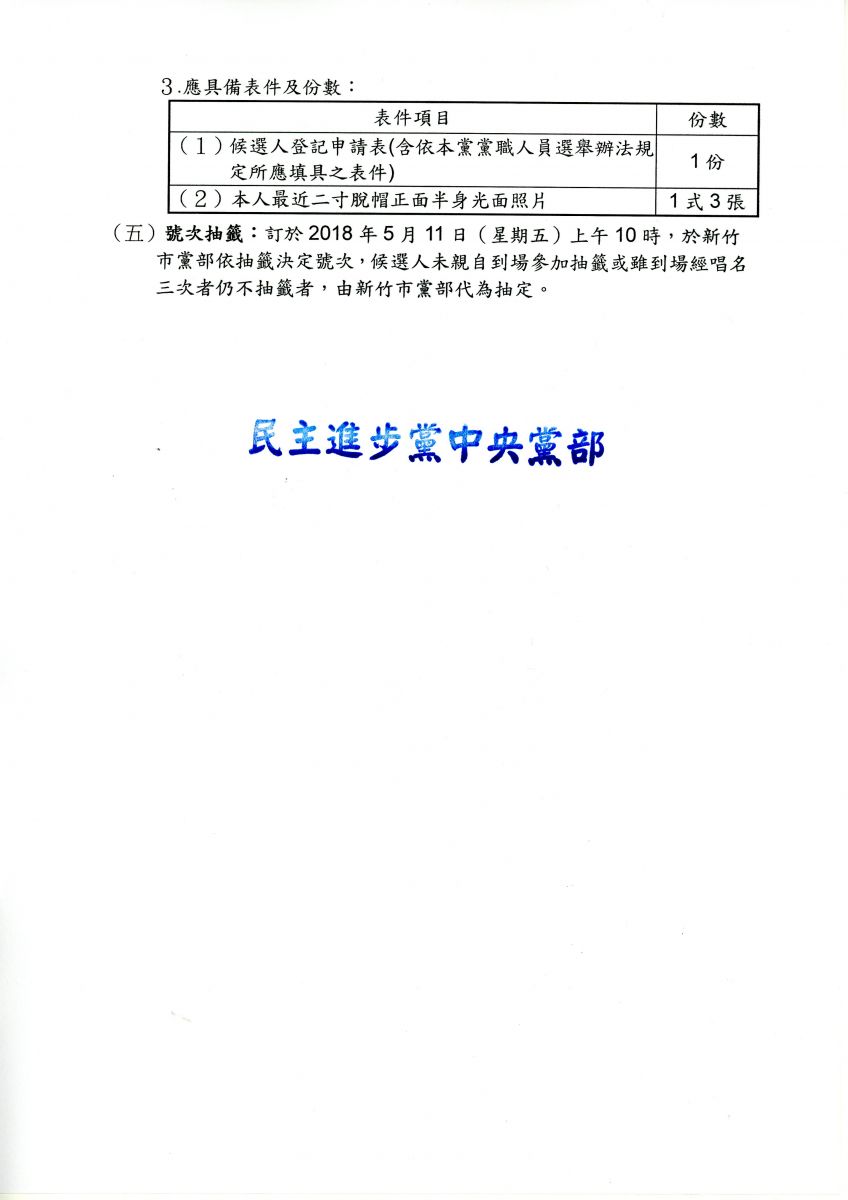 ３.應具備表件及份數：
表件項目 份數
（１）候選人登記申請表(含依本黨黨職人員選舉辦法規
定所應填具之表件) 1 份
（２）本人最近二寸脫帽正面半身光面照片 1 式 3 張
（五）號次抽籤：訂於 2018 年 5 月 11 日（星期五）上午 10 時，於新竹
市黨部依抽籤決定號次，候選人未親自到場參加抽籤或雖到場經唱名
三次者仍不抽籤者，由新竹市黨部代為抽定。
民主進步黨中央黨部